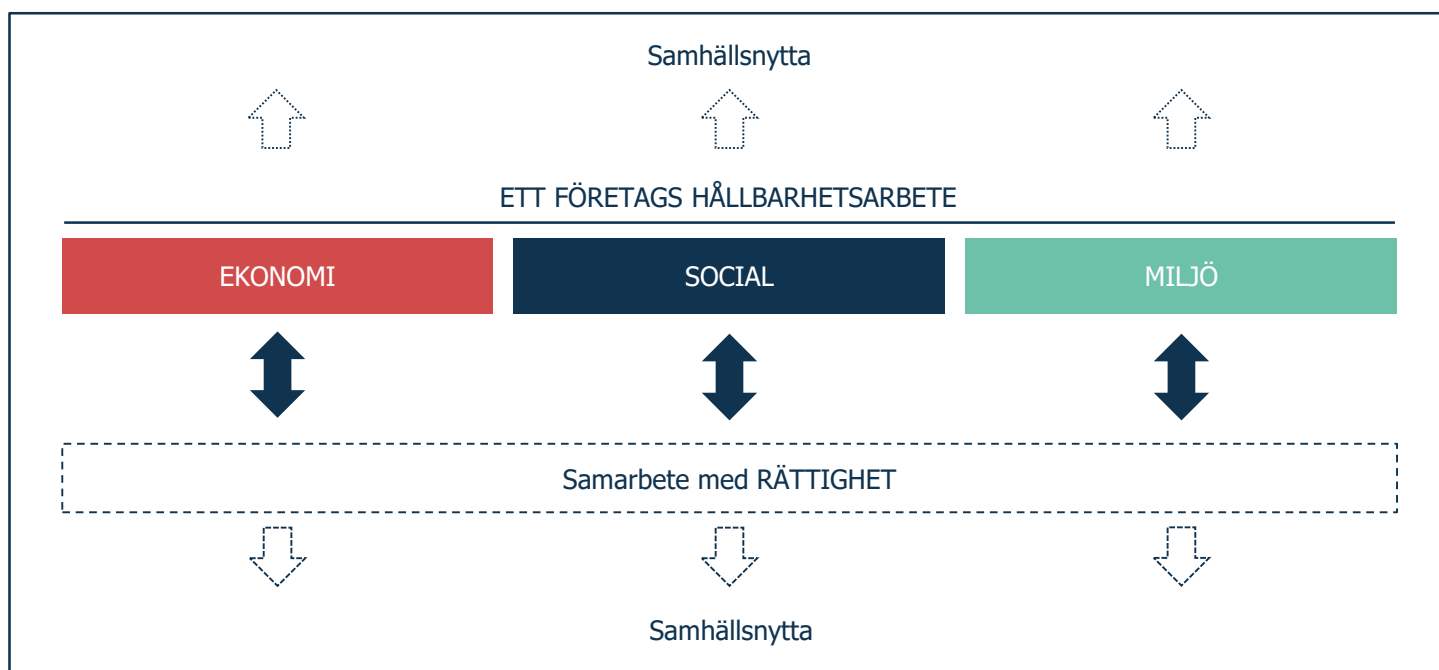 Samhällsnytta
ETT FÖRETAGS HÅLLBARHETSARBETE
EKONOMI
SOCIAL
MILJÖ
Samarbete med RÄTTIGHET
Samhällsnytta